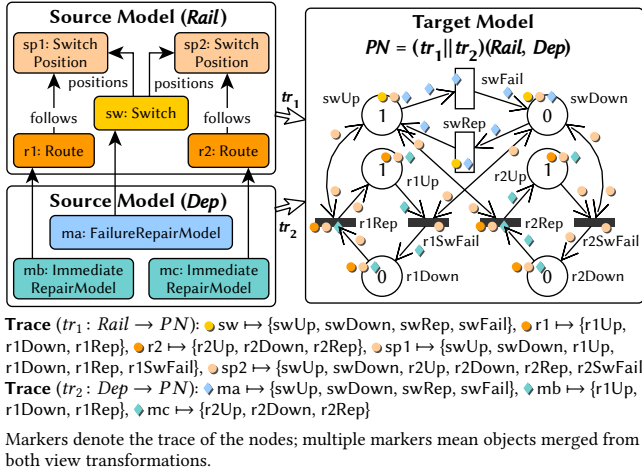 Source Model (Rail)
sp1: Switch
Position
sp2: Switch
Position
positions
positions
sw: Switch
follows
follows
r1: Route
r2: Route
Source Model (Dep)
ma: FailureRepairModel
mb: Immediate
RepairModel
mc: Immediate
RepairModel
tr1
tr2
Target Model
PN = (tr1||tr2)(Rail, Dep)
swFail
swUp
swDown
1
0
swRep
1
1
r1Up
r2Up
r1Rep
r1SwFail
r2Rep
r2SwFail
0
0
r1Down
r2Down
Trace (tr1 : Rail → PN): sw ↦ {swUp, swDown, swRep, swFail}, r1 ↦ {r1Up,
r1Down, r1Rep}, r2 ↦ {r2Up, r2Down, r2Rep}, sp1 ↦ {swUp, swDown, r1Up,
r1Down, r1Rep, r1SwFail}, sp2 ↦ {swUp, swDown, r2Up, r2Down, r2Rep, r2SwFail
Trace (tr2 : Dep → PN): ma ↦ {swUp, swDown, swRep, swFail}, mb ↦ {r1Up,
r1Down, r1Rep}, mc ↦ {r2Up, r2Down, r2Rep}
Markers denote the trace of the nodes; multiple markers mean objects merged from
both view transformations.